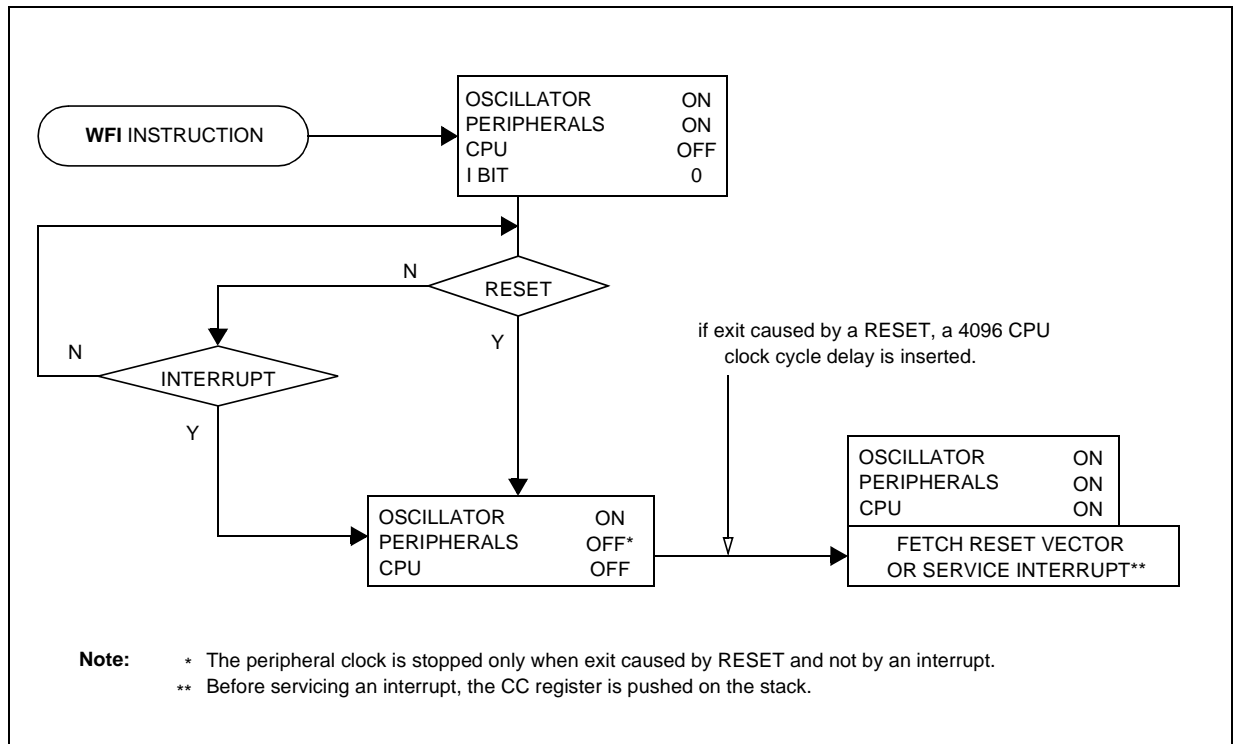 WFI INSTRUCTION
OSCILLATOR ON
PERIPHERALS ON
CPU OFF
I BIT 0
N
RESET
Y
N
INTERRUPT
Y
if exit caused by a RESET, a 4096 CPU
clock cycle delay is inserted.
OSCILLATOR ON
PERIPHERALS OFF*
CPU OFF
OSCILLATOR ON
PERIPHERALS ON
CPU ON
FETCH RESET VECTOR
OR SERVICE INTERRUPT**
Note: * The peripheral clock is stopped only when exit caused by RESET and not by an interrupt.
** Before servicing an interrupt, the CC register is pushed on the stack.